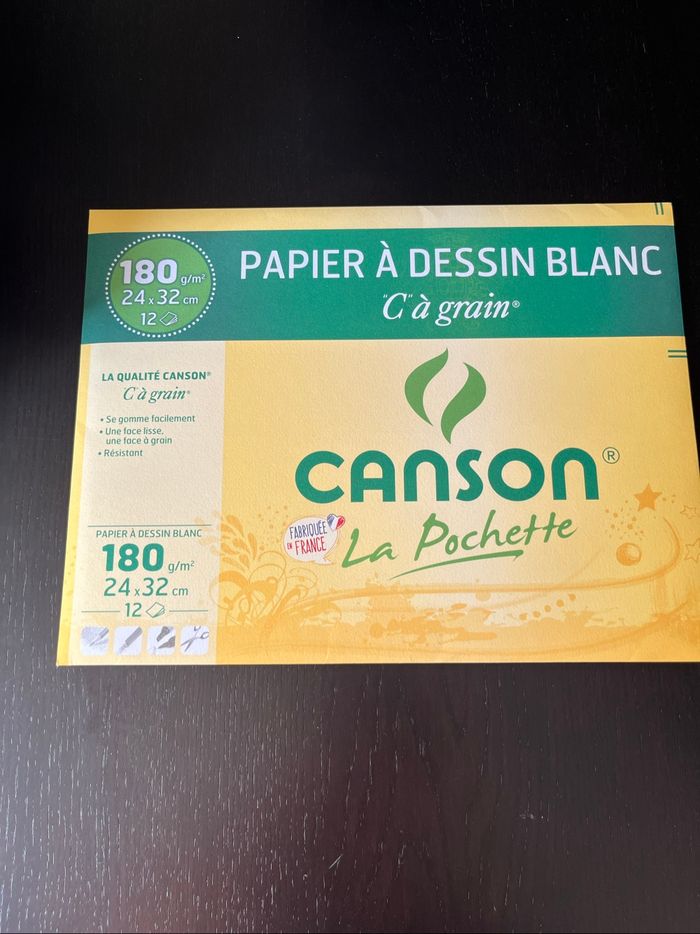 180 g/m²
24 x 32 cm
12
PAPIER À DESSIN BLANC
"C" à grain®
LA QUALITÉ CANSON®
"C" à grain®
• Se gomme facilement
• Une face lisse,
une face à grain
• Résistant
CANSON®
La Pochette
FABRIQUÉE
EN FRANCE
PAPIER À DESSIN BLANC
180 g/m²
24 x 32 cm
12